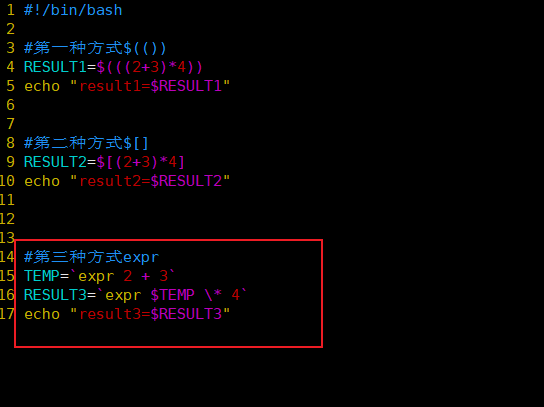 1 #!/bin/bash
2
3 #第一种方式$(())
4 RESULT1=$(((2+3)*4))
5 echo "result1=$RESULT1"
6
7
8 #第二种方式$[]
9 RESULT2=$[(2+3)*4]
10 echo "result2=$RESULT2"
11
12
13
14 #第三种方式expr
15 TEMP=`expr 2 + 3`
16 RESULT3=`expr $TEMP \* 4`
17 echo "result3=$RESULT3"